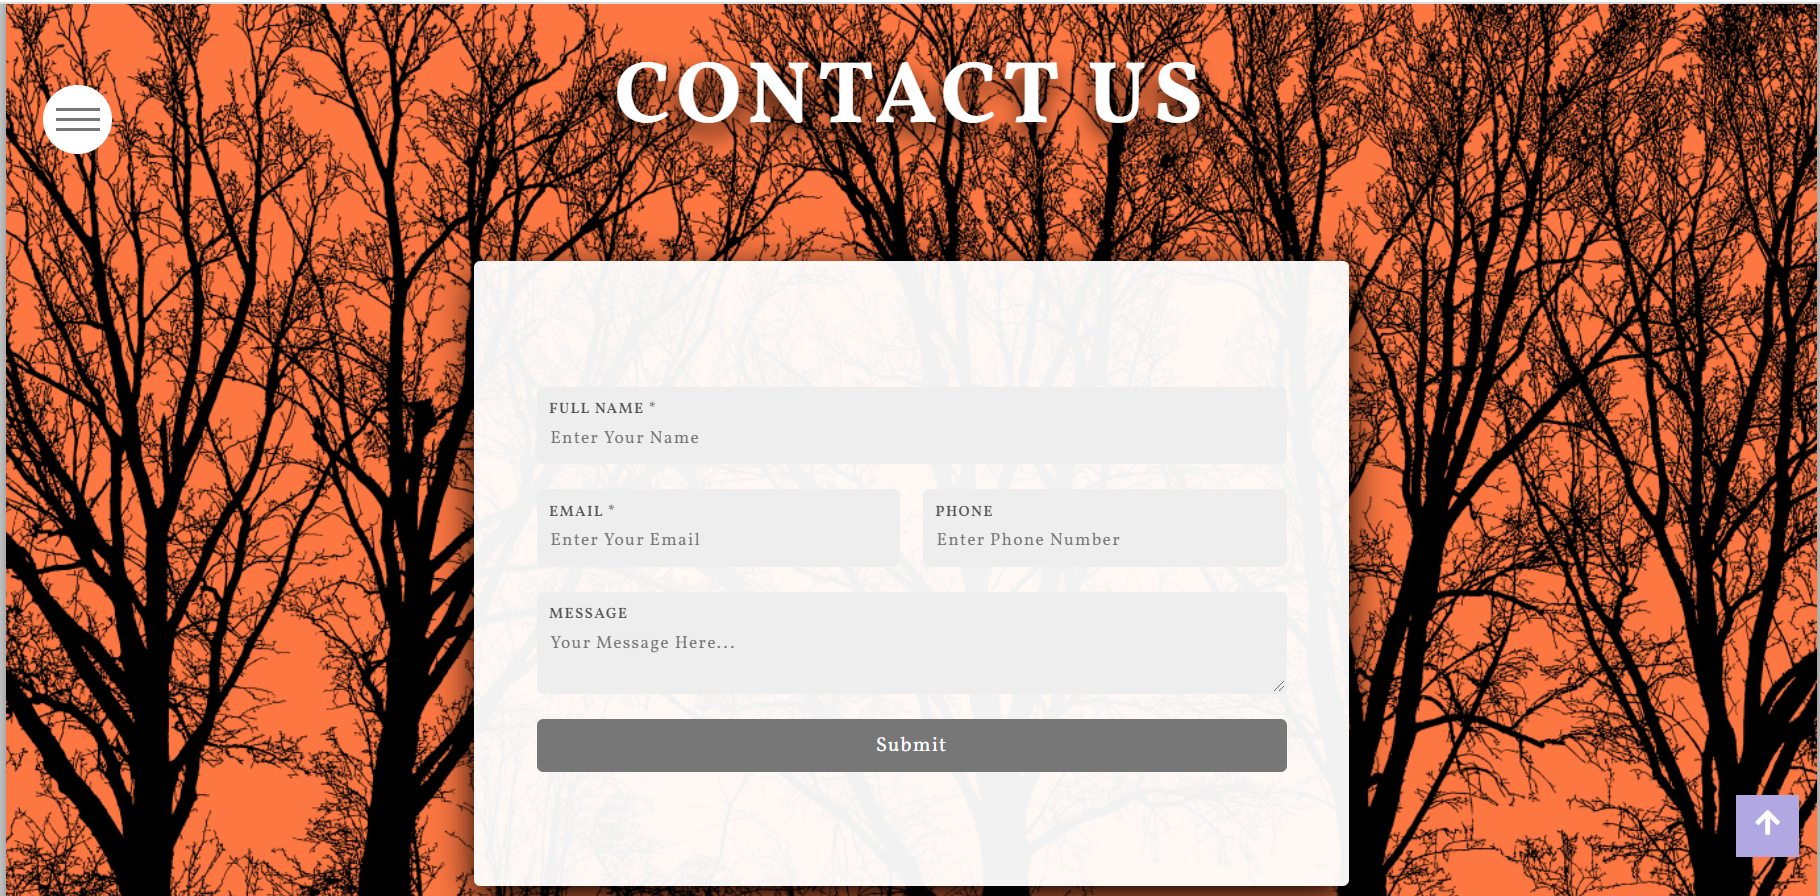 CONTACT US
FULL NAME *
Enter Your Name
EMAIL *
Enter Your Email
PHONE
Enter Phone Number
MESSAGE
Your Message Here...
Submit